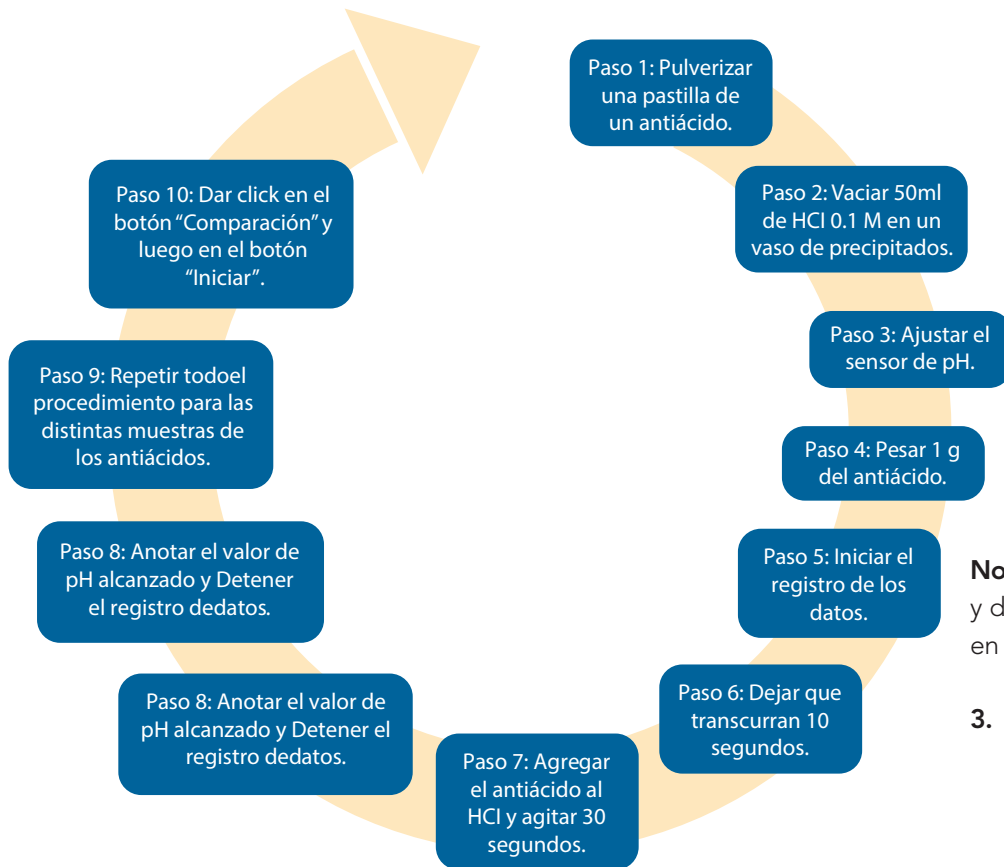 Paso 1: Pulverizar
una pastilla de
un antiácido.
Paso 2: Vaciar 50ml
de HCl 0.1 M en un
vaso de precipitados.
Paso 3: Ajustar el
sensor de pH.
Paso 4: Pesar 1 g
del antiácido.
Paso 5: Iniciar el
registro de los
datos.
Paso 6: Dejar que
transcurran 10
segundos.
Paso 7: Agregar
el antiácido al
HCl y agitar 30
segundos.
Paso 8: Anotar el valor de
pH alcanzado y Detener el
registro dedatos.
Paso 8: Anotar el valor de
pH alcanzado y Detener
el registro dedatos.
Paso 9: Repetir todoel
procedimiento para las
distintas muestras de
los antiácidos.
Paso 10: Dar click en el
botón “Comparación” y
luego en el botón
“Iniciar”.
y d
en
3.